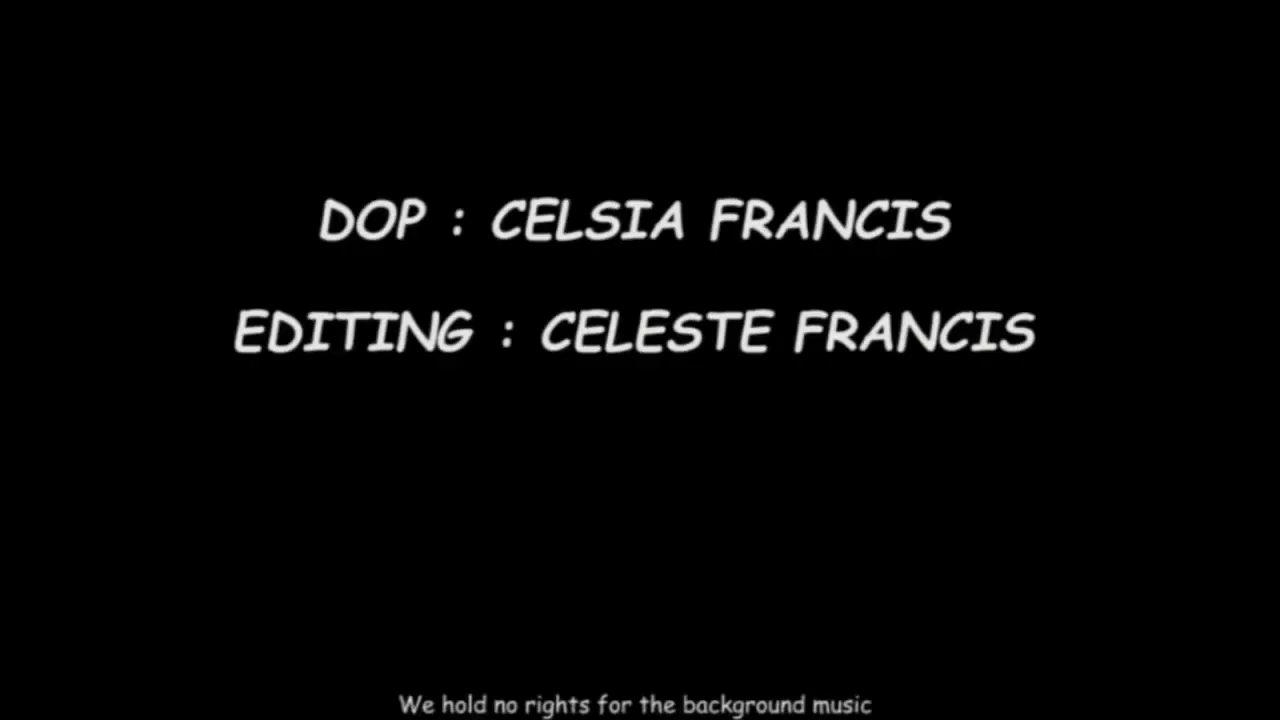 DOP : CELSIA FRANCIS
EDITING : CELESTE FRANCIS
We hold no rights for the background music